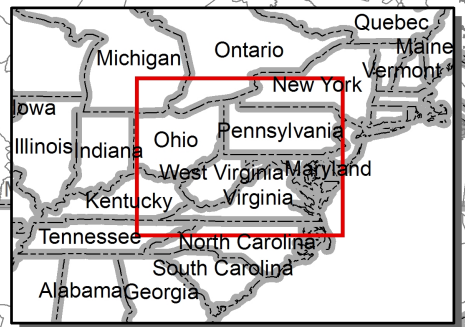 Quebec
Ontario
Maine
Michigan
Vermont
New York
Iowa
Ohio
Pennsylvania
Illinois
Indiana
West Virginia
Maryland
Kentucky
Virginia
Tennessee
North Carolina
South Carolina
Alabama
Georgia